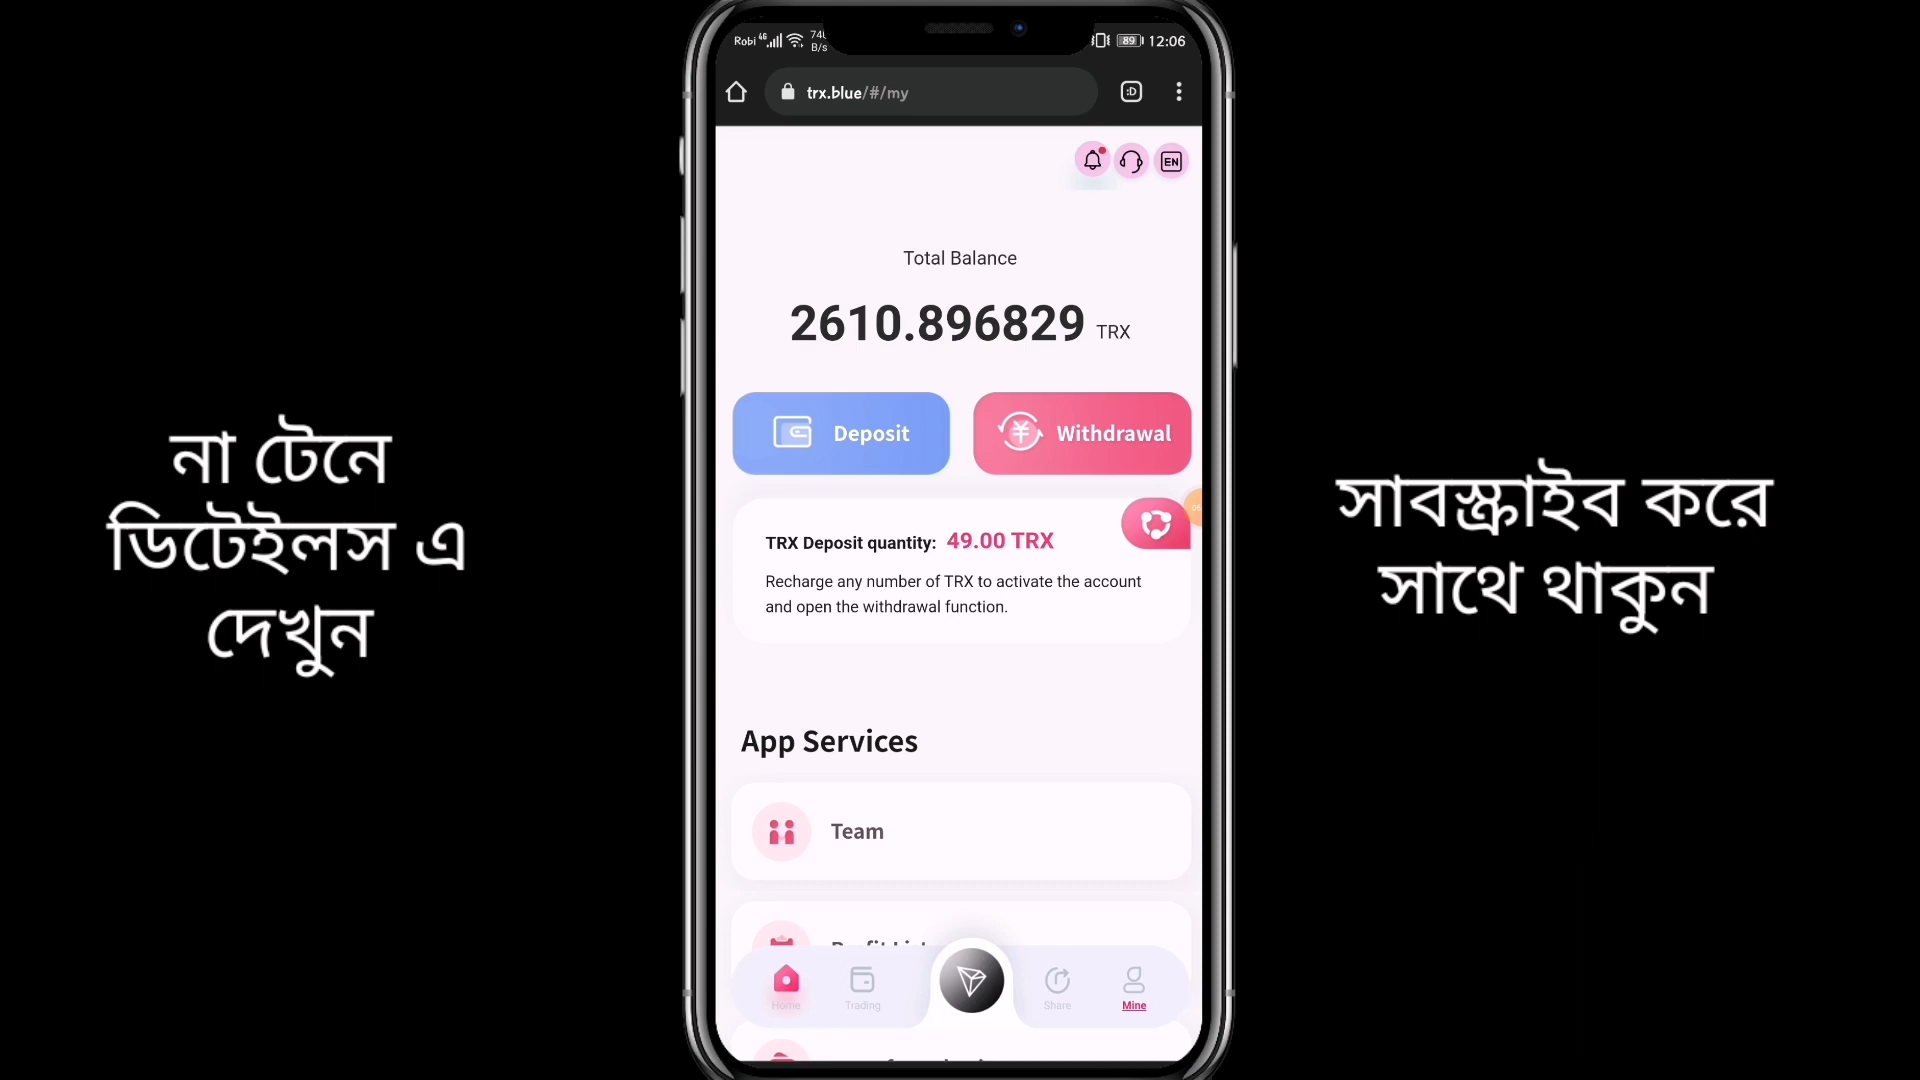 Robi 4G
B/s
89 12:06
trx.blue/#/my
EN
Total Balance
2610.896829 TRX
Deposit
Withdrawal
TRX Deposit quantity: 49.00 TRX
Recharge any number of TRX to activate the account
and open the withdrawal function.
App Services
Team
Home
Trading
Share
Mine
না টেনে
ডিটেইলস এ
দেখুন
সাবস্ক্রাইব করে
সাথে থাকুন